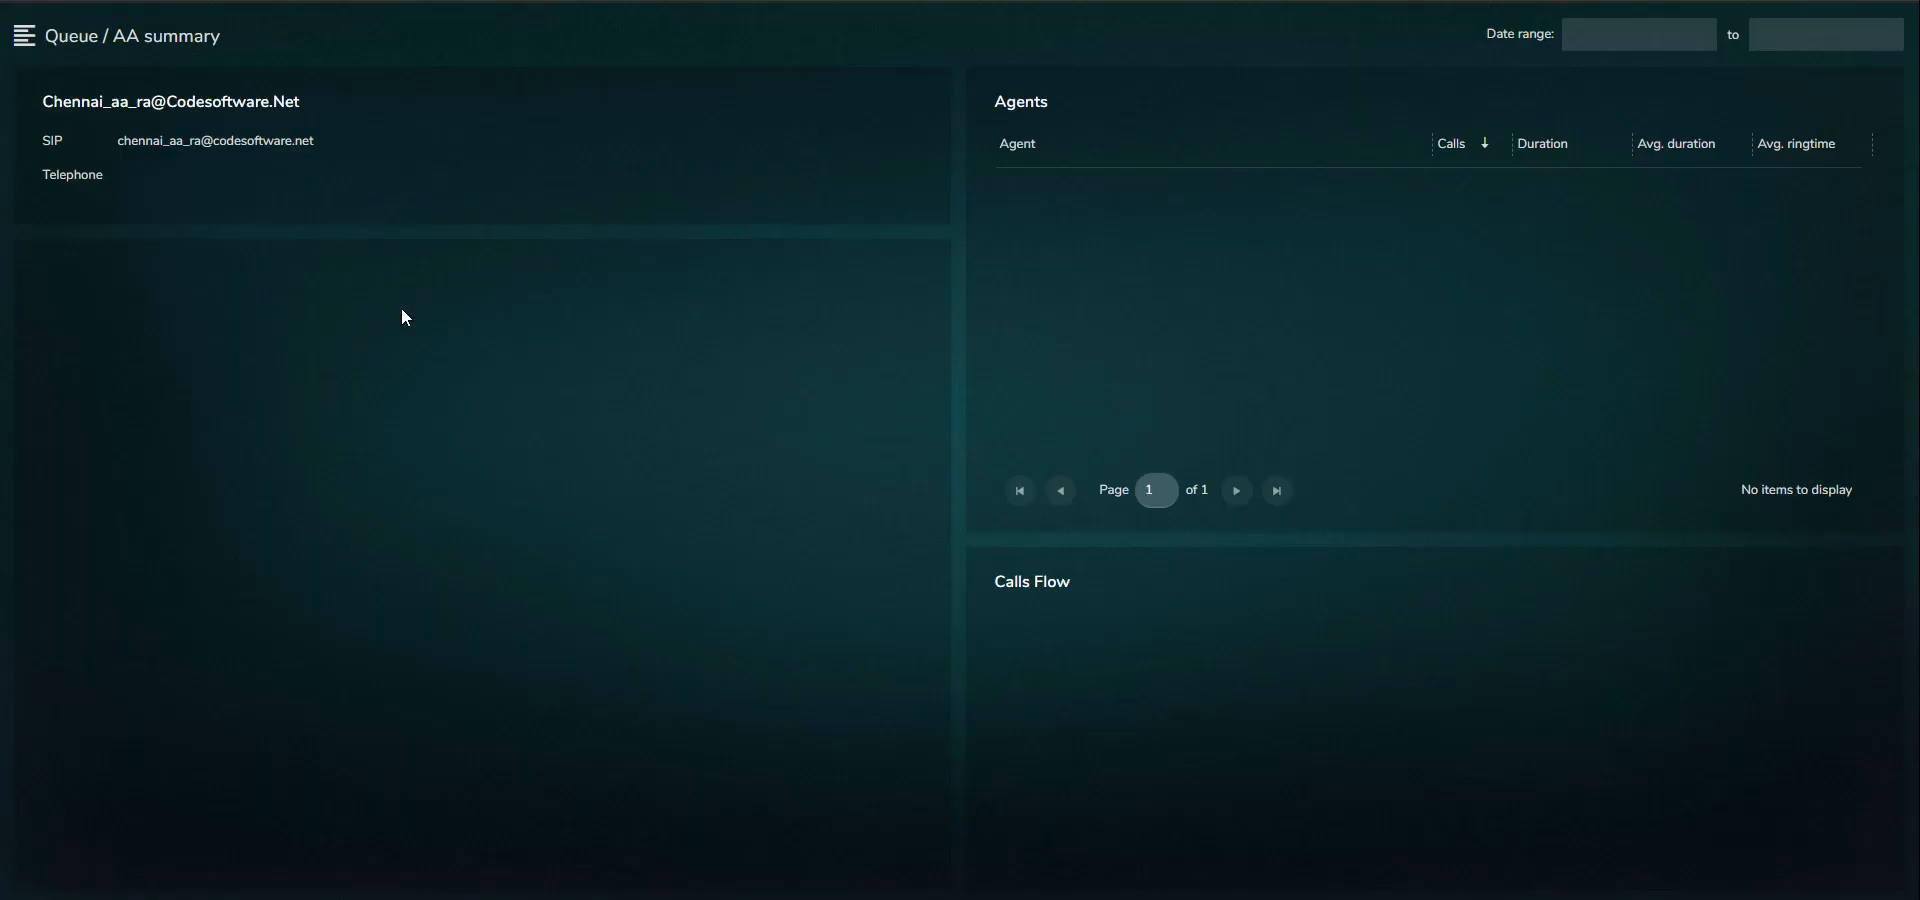 Queue / AA summary
Date range: to
Chennai_aa_ra@Codesoftware.Net
SIP chennai_aa_ra@codesoftware.net
Telephone
Agents
Agent Calls ↓ Duration Avg. duration Avg. ringtime
Page 1 of 1 No items to display
Calls Flow